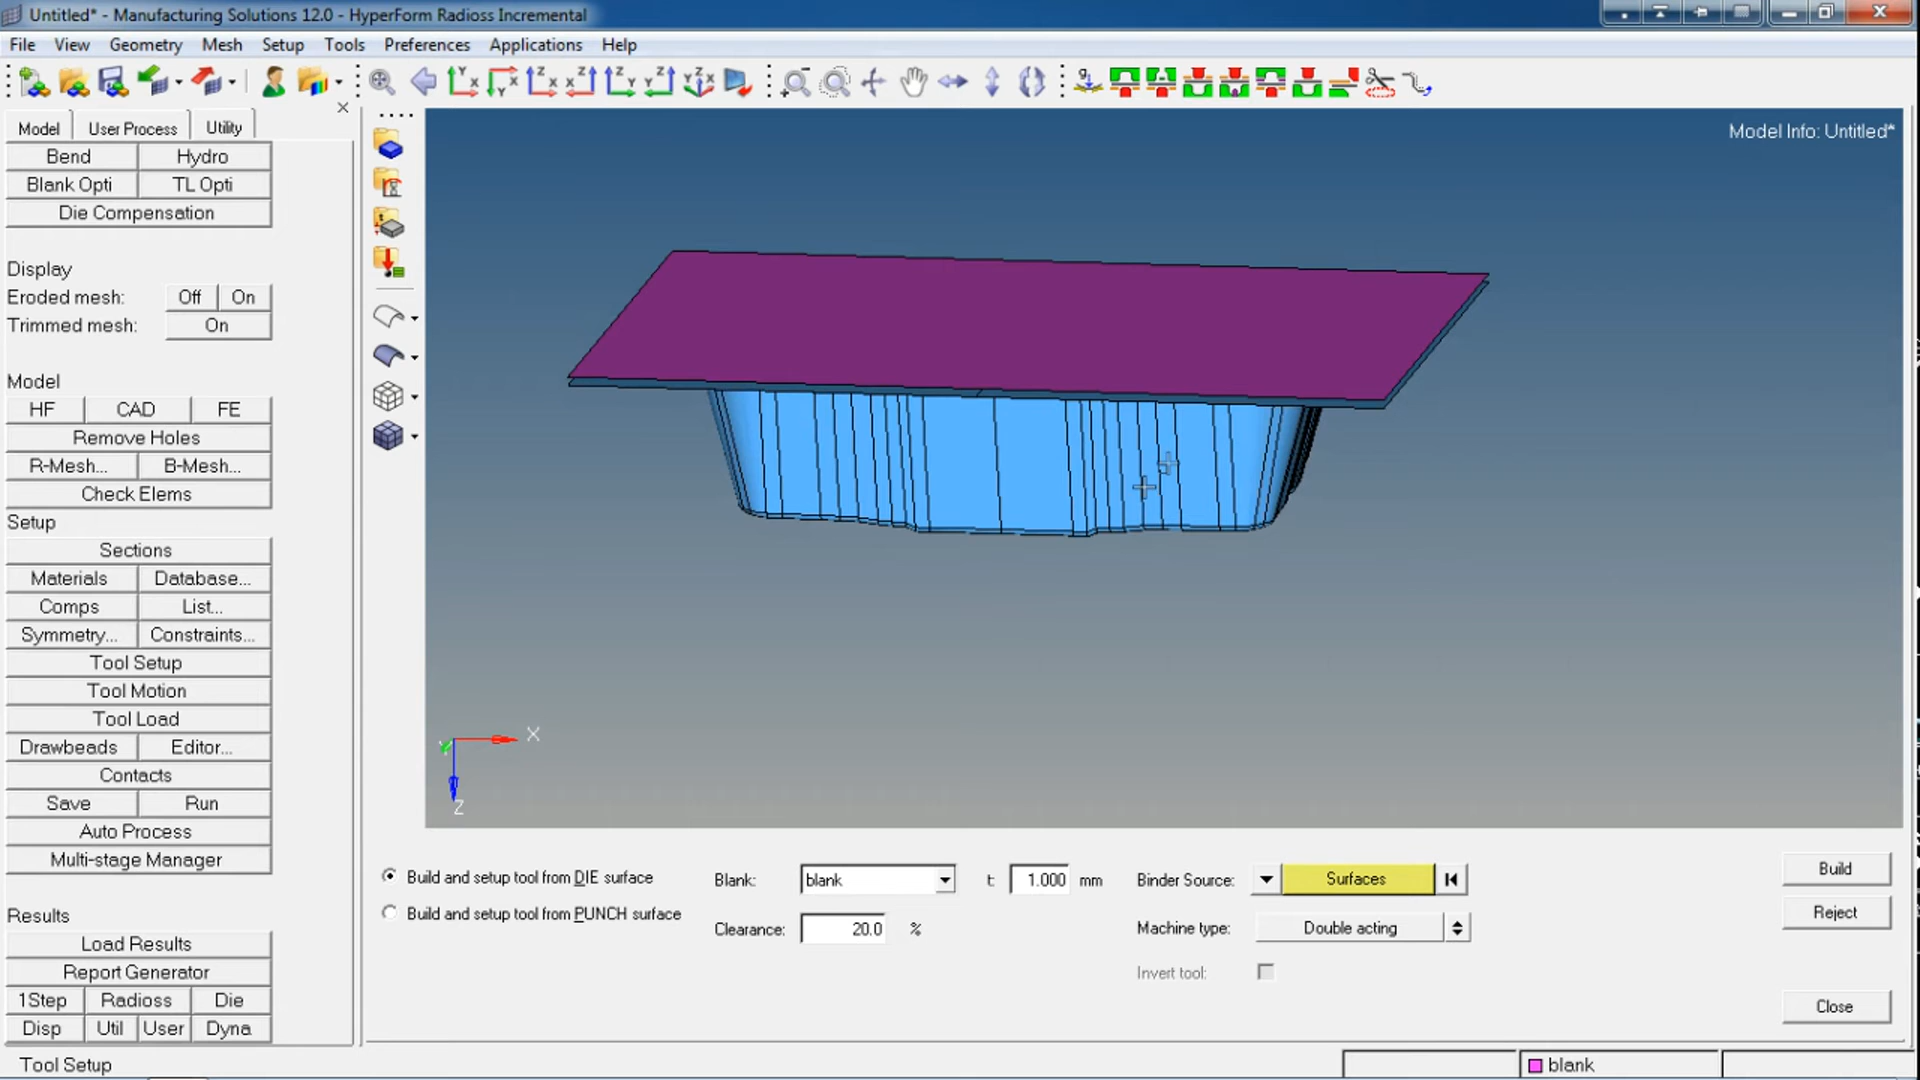 Untitled* - Manufacturing Solutions 12.0 - HyperForm Radioss Incremental
File View Geometry Mesh Setup Tools Preferences Applications Help
Model User Process Utility
Bend Hydro
Blank Opti TL Opti
Die Compensation
Display
Eroded mesh: Off On
Trimmed mesh: On
Model
HF CAD FE
Remove Holes
R-Mesh... B-Mesh...
Check Elems
Setup
Sections
Materials Database...
Comps List...
Symmetry... Constraints...
Tool Setup
Tool Motion
Tool Load
Drawbeads Editor...
Contacts
Save Run
Auto Process
Multi-stage Manager
Results
Load Results
Report Generator
1Step Radioss Die
Disp Util User Dyna
Tool Setup
Model Info: Untitled*
X
Y
Z
Build and setup tool from DIE surface
Build and setup tool from PUNCH surface
Blank: blank t: 1.000 mm
Clearance: 20.0 %
Binder Source: Surfaces
Machine type: Double acting
Invert tool:
Build
Reject
Close
blank